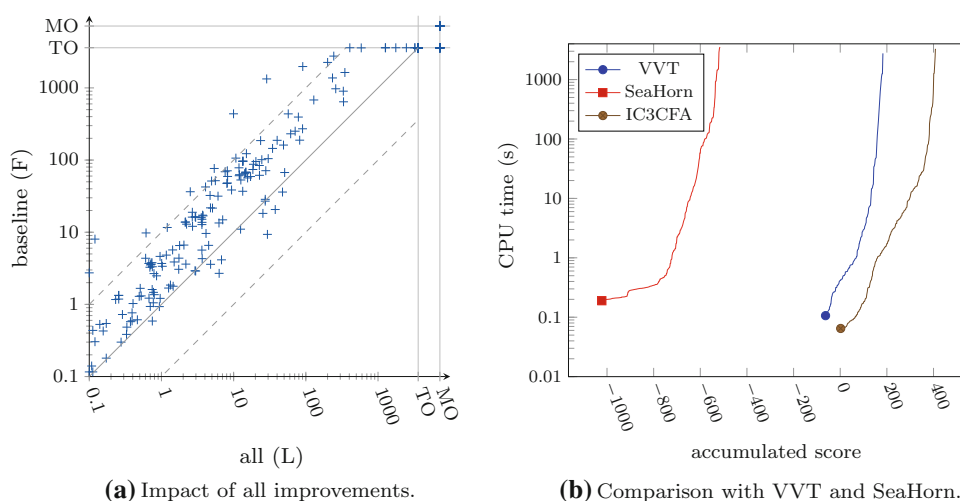 MO
TO
1000
100
10
1
0.1
baseline (F)
0.1
1
10
100
1000
TO
MO
all (L)
(a) Impact of all improvements.
1000
100
10
1
0.1
0.01
CPU time (s)
VVT
SeaHorn
IC3CFA
−1000
−800
−600
−400
−200
0
200
400
accumulated score
(b) Comparison with VVT and SeaHorn.